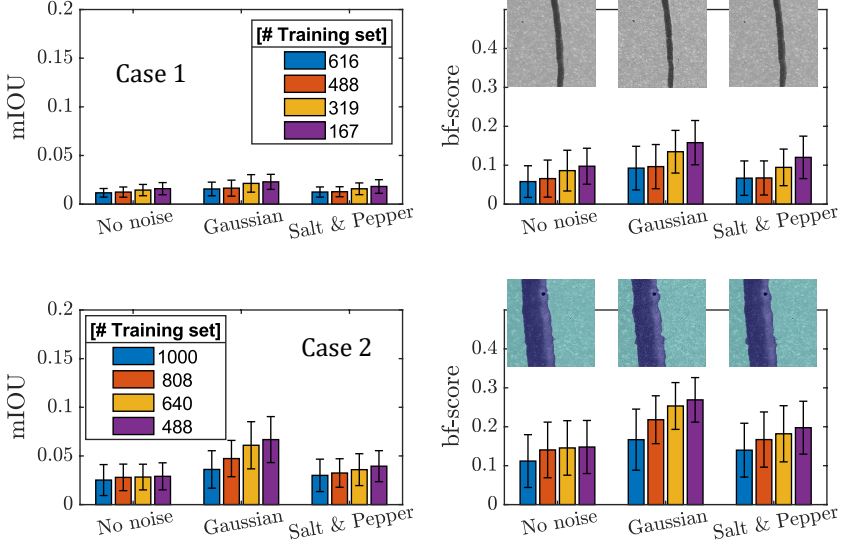 0.2
0.15
0.1
0.05
0
mIOU
Case 1
[# Training set]
616
488
319
167
No noise
Gaussian
Salt & Pepper
0.4
0.3
0.2
0.1
0
bf-score
No noise
Gaussian
Salt & Pepper
0.2
0.15
0.1
0.05
0
mIOU
[# Training set]
1000
808
640
488
Case 2
No noise
Gaussian
Salt & Pepper
0.4
0.3
0.2
0.1
0
bf-score
No noise
Gaussian
Salt & Pepper